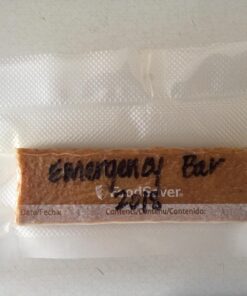 Emergency Bar
FoodSaver
2018
Date/Fecha: Contents/Contenu/Contenido: